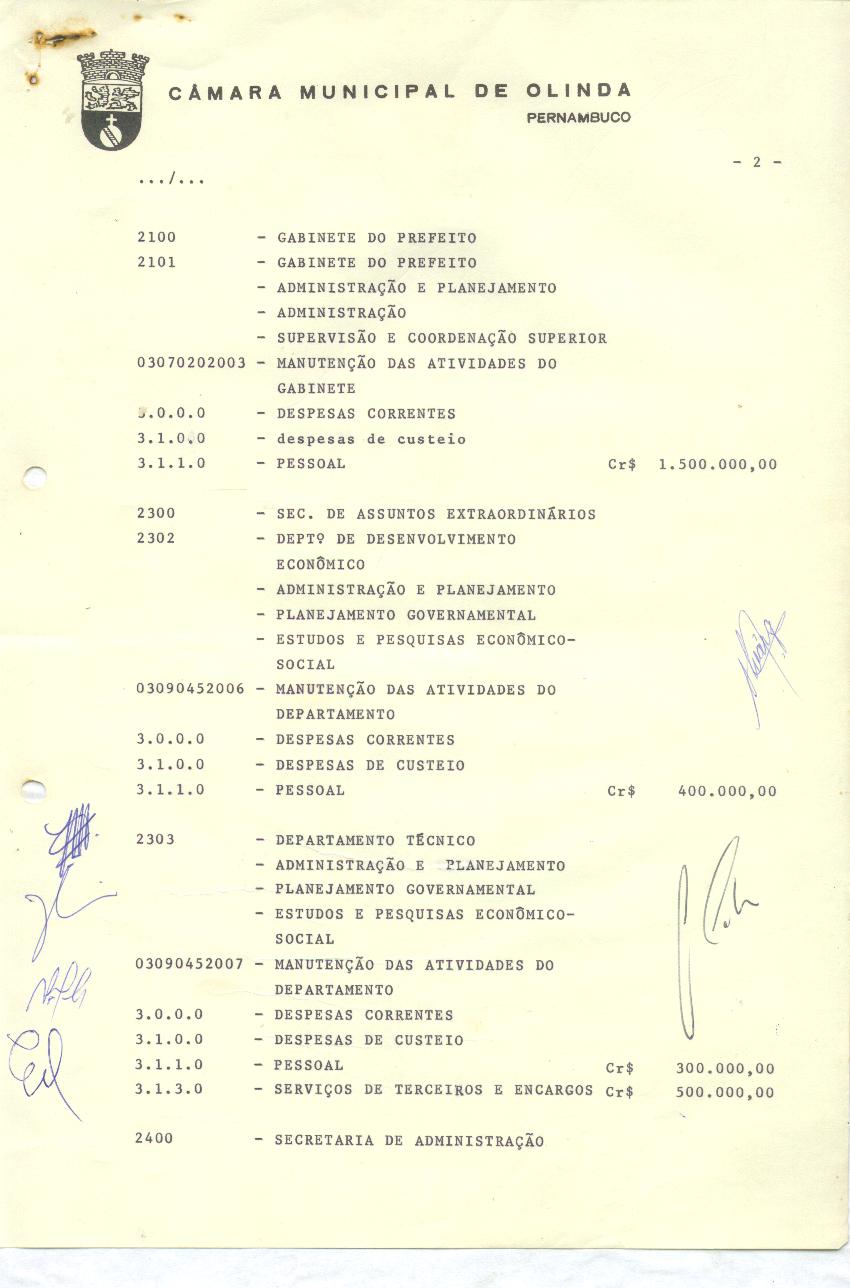 CÂMARA MUNICIPAL DE OLINDA
PERNAMBUCO
- 2 -
.../...
2100 - GABINETE DO PREFEITO
2101 - GABINETE DO PREFEITO
- ADMINISTRAÇÃO E PLANEJAMENTO
- ADMINISTRAÇÃO
- SUPERVISÃO E COORDENAÇÃO SUPERIOR
03070202003 - MANUTENÇÃO DAS ATIVIDADES DO
GABINETE
3.0.0.0 - DESPESAS CORRENTES
3.1.0.0 - despesas de custeio
3.1.1.0 - PESSOAL Cr$ 1.500.000,00
2300 - SEC. DE ASSUNTOS EXTRAORDINÁRIOS
2302 - DEPTº DE DESENVOLVIMENTO
ECONÔMICO
- ADMINISTRAÇÃO E PLANEJAMENTO
- PLANEJAMENTO GOVERNAMENTAL
- ESTUDOS E PESQUISAS ECONÔMICO-
SOCIAL
03090452006 - MANUTENÇÃO DAS ATIVIDADES DO
DEPARTAMENTO
3.0.0.0 - DESPESAS CORRENTES
3.1.0.0 - DESPESAS DE CUSTEIO
3.1.1.0 - PESSOAL Cr$ 400.000,00
2303 - DEPARTAMENTO TÉCNICO
- ADMINISTRAÇÃO E PLANEJAMENTO
- PLANEJAMENTO GOVERNAMENTAL
- ESTUDOS E PESQUISAS ECONÔMICO-
SOCIAL
03090452007 - MANUTENÇÃO DAS ATIVIDADES DO
DEPARTAMENTO
3.0.0.0 - DESPESAS CORRENTES
3.1.0.0 - DESPESAS DE CUSTEIO
3.1.1.0 - PESSOAL Cr$ 300.000,00
3.1.3.0 - SERVIÇOS DE TERCEIROS E ENCARGOS Cr$ 500.000,00
2400 - SECRETARIA DE ADMINISTRAÇÃO